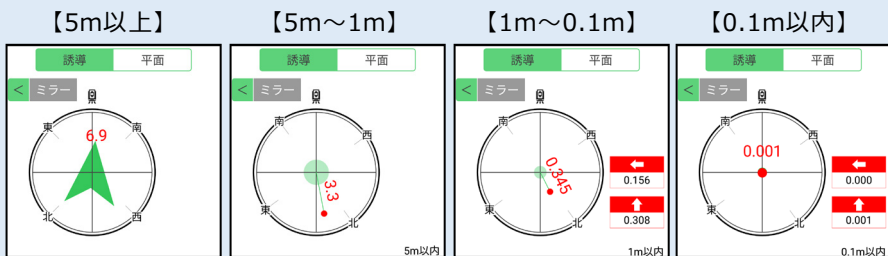 【5m以上】
誘導 平面
< ミラー
東 南
6.9
北 西
【5m～1m】
誘導 平面
< ミラー
南 西
3.3
東 北
5m以内
【1m～0.1m】
誘導 平面
< ミラー
南 西
0.345
0.156
東 北
0.308
1m以内
【0.1m以内】
誘導 平面
< ミラー
南 西
0.001
0.000
東 北
0.001
0.1m以内